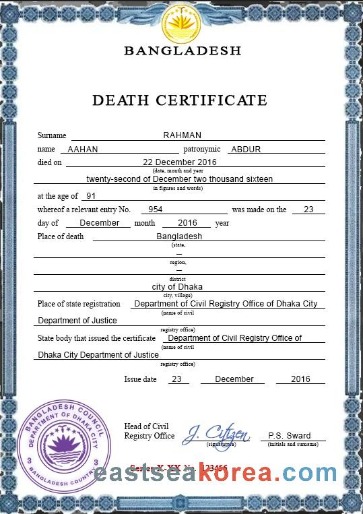 BANGLADESH
DEATH CERTIFICATE
Surname RAHMAN
name AAHAN patronymic ABDUR
died on 22 December 2016
(date, month and year
twenty-second of December two thousand sixteen
in figures and words)
at the age of 91
whereof a relevant entry No. 954 was made on the 23
day of December month 2016 year
Place of death Bangladesh
(state,
—
region,
—
district
city of Dhaka
city, village)
Place of state registration Department of Civil Registry Office of Dhaka City
(name of civil
Department of Justice
registry office)
State body that issued the certificate Department of Civil Registry Office of
(name of civil
Dhaka City Department of Justice
registry office)
Issue date 23 December 2016
BANGLADESH COUNCIL
DEPARTMENT OF DHAKA CITY
3 3
BANGLADESH COUNTRY
Head of Civil
Registry Office J. Citizen P.S. Sward
(signature) (initials and surname)
Series X-XX No. 123456
eastseakorea.com